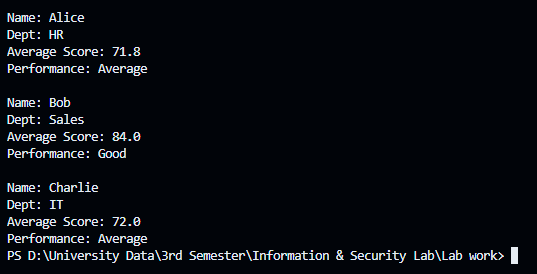 Name: Alice
Dept: HR
Average Score: 71.8
Performance: Average
Name: Bob
Dept: Sales
Average Score: 84.0
Performance: Good
Name: Charlie
Dept: IT
Average Score: 72.0
Performance: Average
PS D:\University Data\3rd Semester\Information & Security Lab\Lab work>